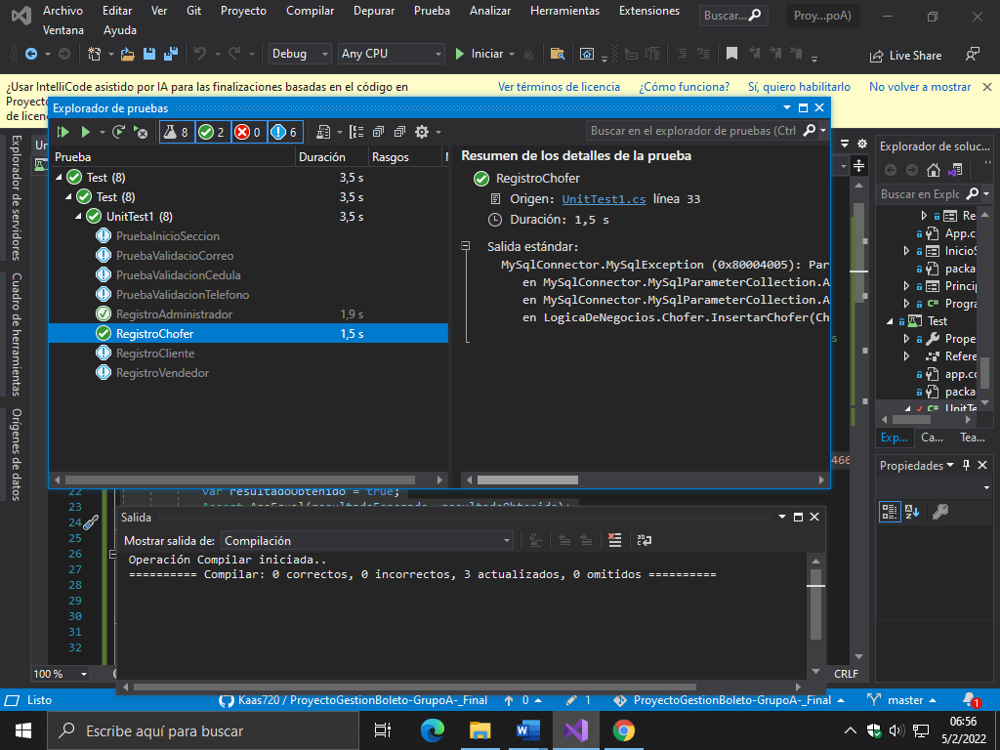 Archivo Editar Ver Git Proyecto Compilar Depurar Prueba Analizar Herramientas Extensiones
Ventana Ayuda
Buscar...
Proy...poA)
Debug Any CPU Iniciar
Live Share
¿Usar IntelliCode asistido por IA para las finalizaciones basadas en el código en
Ver términos de licencia ¿Cómo funciona? Sí, quiero habilitarlo No volver a mostrar
Proyecto
de licen
Explorador de servidores
Cuadro de herramientas
Orígenes de datos
Un
Explorador de pruebas
8 2 0 6
Buscar en el explorador de pruebas (Ctrl
Prueba Duración Rasgos
Test (8) 3,5 s
Test (8) 3,5 s
UnitTest1 (8) 3,5 s
PruebaInicioSeccion
PruebaValidacioCorreo
PruebaValidacionCedula
PruebaValidacionTelefono
RegistroAdministrador 1,9 s
RegistroChofer 1,5 s
RegistroCliente
RegistroVendedor
Resumen de los detalles de la prueba
RegistroChofer
Origen: UnitTest1.cs línea 33
Duración: 1,5 s
Salida estándar:
MySqlConnector.MySqlException (0x80004005): Par
en MySqlConnector.MySqlParameterCollection.A
en MySqlConnector.MySqlParameterCollection.A
en LogicaDeNegocios.Chofer.InsertarChofer(Ch
s
466
Explorador de soluc...
Buscar en Explc
Re
App.c
InicioS
packa
Princip
Progra
Test
Prope
Refere
app.cc
packa
UnitTe
Exp... Ca... Tea...
Propiedades
22 var resultadoObtenido = true;
23 Assert.AreEqual(resultadoEsperado, resultadoObtenido);
24
25
26
27
28
29
30
31
32
Salida
Mostrar salida de: Compilación
Operación Compilar iniciada..
========== Compilar: 0 correctos, 0 incorrectos, 3 actualizados, 0 omitidos ==========
100 %
CRLF
Listo
Kaas720 / ProyectoGestionBoleto-GrupoA-_Final 0 1 ProyectoGestionBoleto-GrupoA-_Final master 1
Escribe aquí para buscar
06:56
5/2/2022